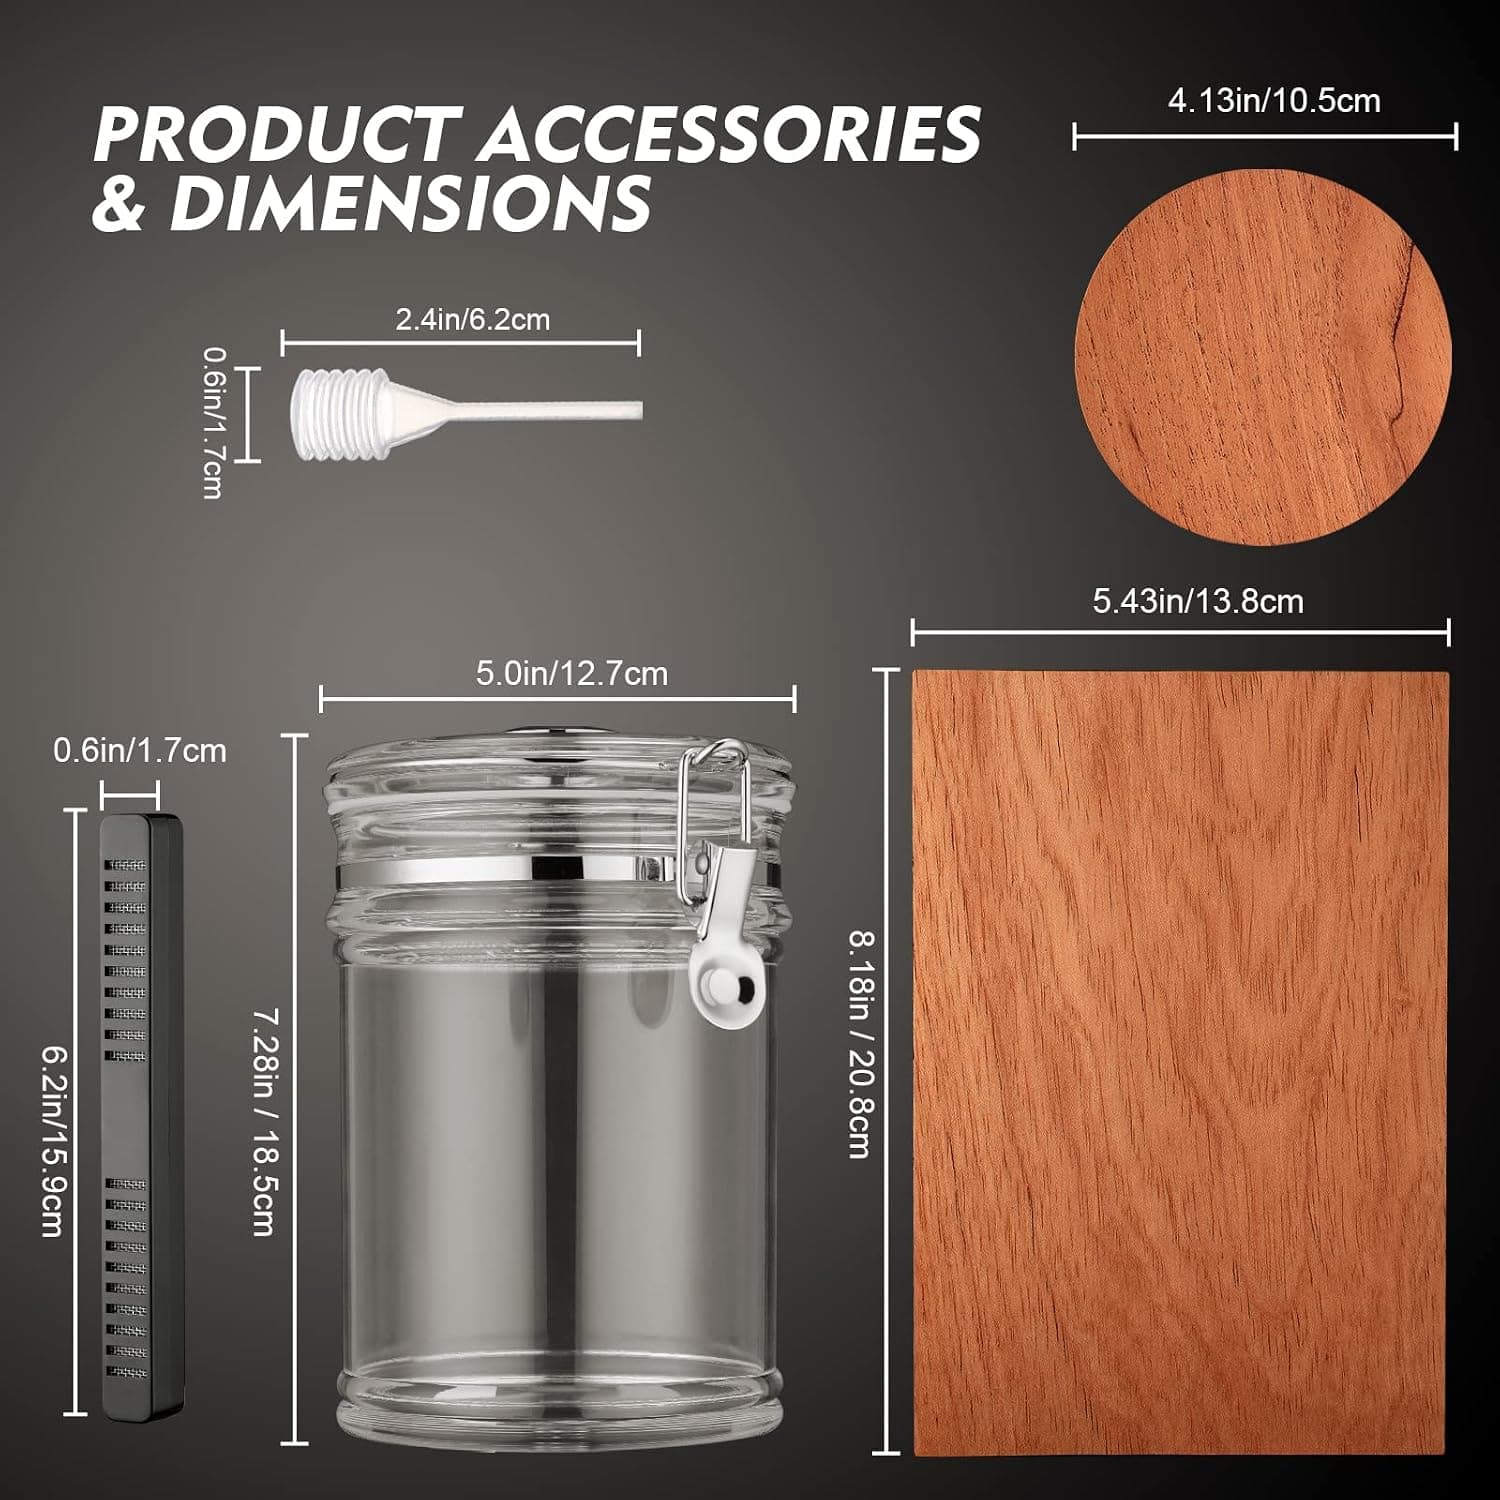 PRODUCT ACCESSORIES
& DIMENSIONS
4.13in/10.5cm
2.4in/6.2cm
0.6in/1.7cm
5.43in/13.8cm
5.0in/12.7cm
0.6in/1.7cm
6.2in/15.9cm
7.28in / 18.5cm
8.18in / 20.8cm